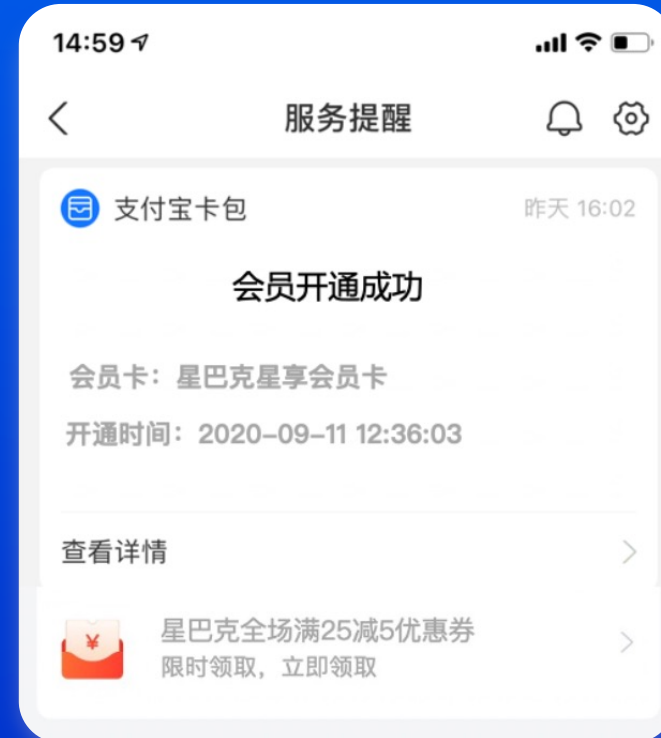 14:59
服务提醒
支付宝卡包
昨天 16:02
会员开通成功
会员卡：星巴克星享会员卡
开通时间：2020-09-11 12:36:03
查看详情
¥
星巴克全场满25减5优惠券
限时领取，立即领取